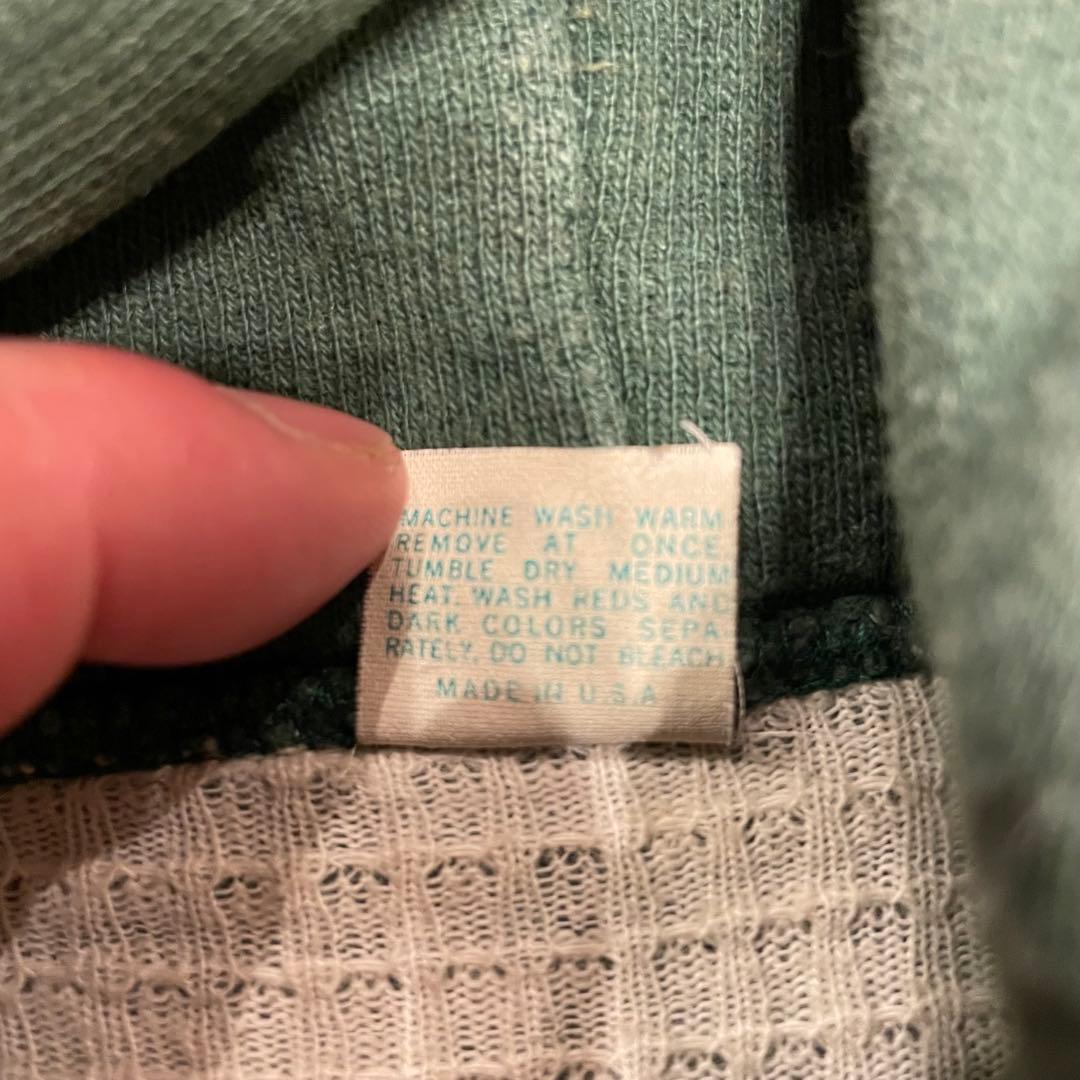 MACHINE WASH WARM
REMOVE AT ONCE.
TUMBLE DRY MEDIUM
HEAT. WASH REDS AND
DARK COLORS SEPA
RATELY. DO NOT BLEACH
MADE IN U.S.A